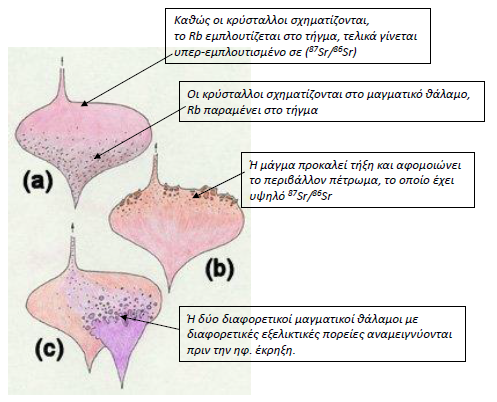 Καθώς οι κρύσταλλοι σχηματίζονται,
το Rb εμπλουτίζεται στο τήγμα, τελικά γίνεται
υπερ-εμπλουτισμένο σε (⁸⁷Sr/⁸⁶Sr)
Οι κρύσταλλοι σχηματίζονται στο μαγματικό θάλαμο,
Rb παραμένει στο τήγμα
(a)
Ή μάγμα προκαλεί τήξη και αφομοιώνει
το περιβάλλον πέτρωμα, το οποίο έχει
υψηλό ⁸⁷Sr/⁸⁶Sr
(b)
Ή δύο διαφορετικοί μαγματικοί θάλαμοι με
διαφορετικές εξελικτικές πορείες αναμειγνύονται
πριν την ηφ. έκρηξη.
(c)